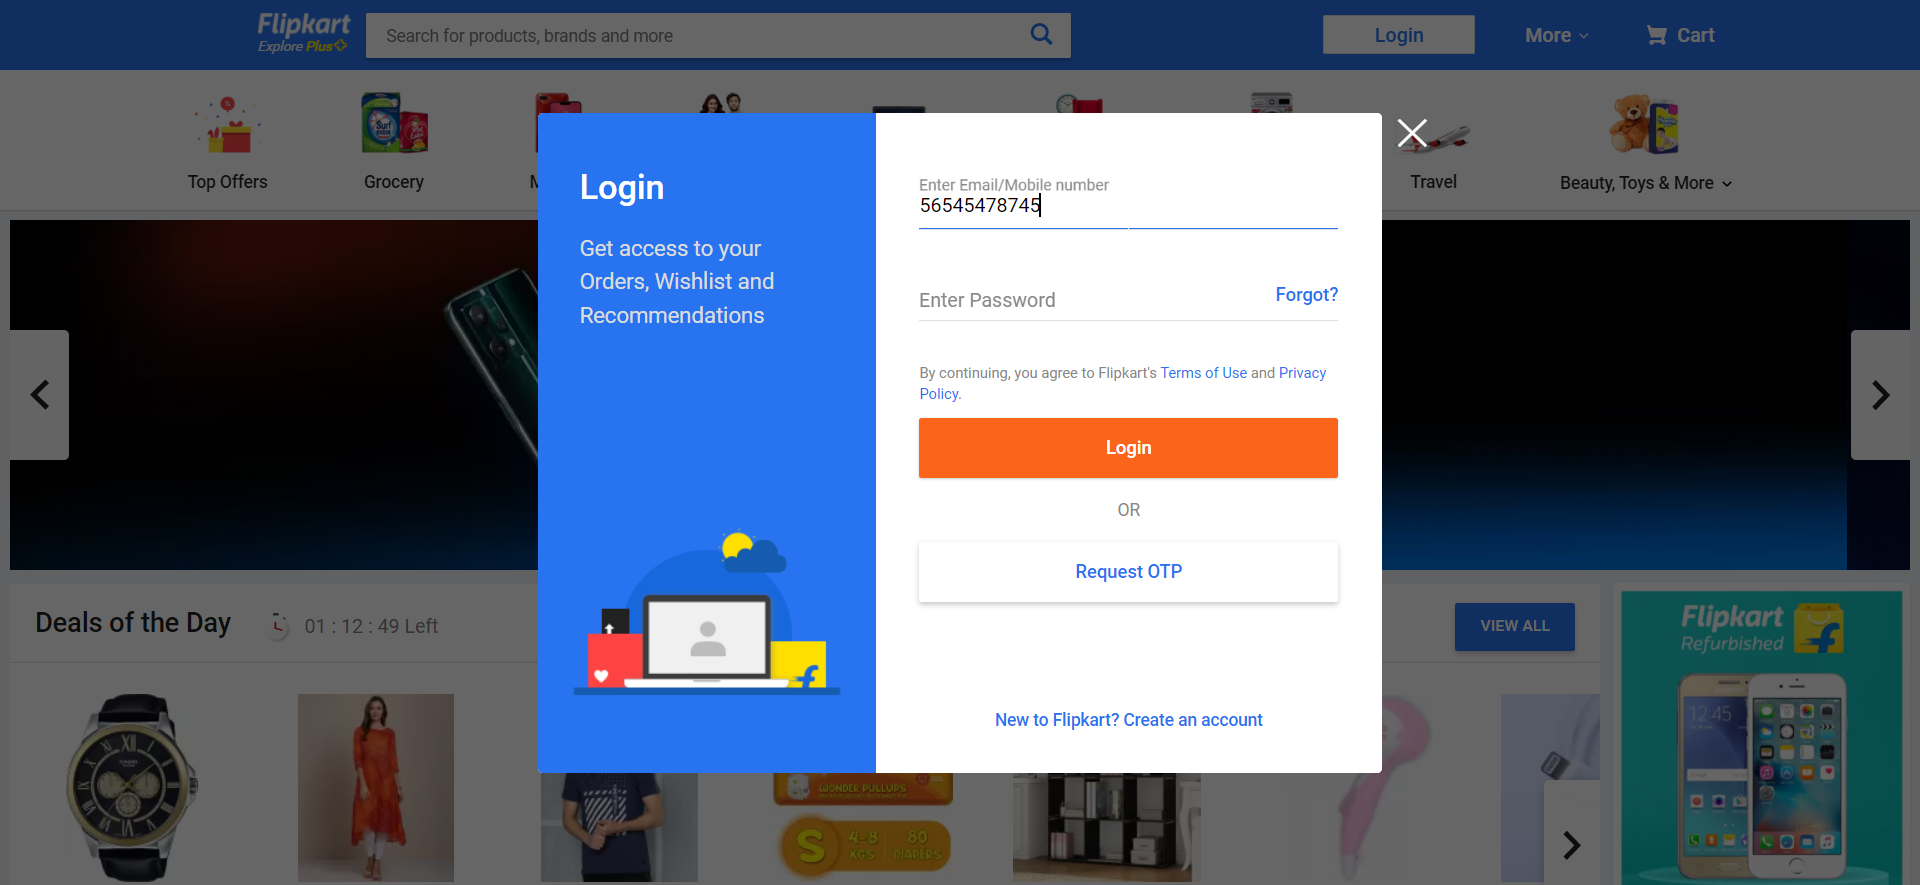 Flipkart
Explore Plus
Search for products, brands and more
Login
More
Cart
Top Offers
Grocery
Travel
Beauty, Toys & More
Login
Get access to your
Orders, Wishlist and
Recommendations
Enter Email/Mobile number
56545478745
Enter Password
Forgot?
By continuing, you agree to Flipkart's Terms of Use and Privacy
Policy.
Login
OR
Request OTP
New to Flipkart? Create an account
Deals of the Day
01 : 12 : 49 Left
VIEW ALL
Flipkart
Refurbished
12:45
WONDER PULLUPS
S
4-8
KGS
80
DIAPERS